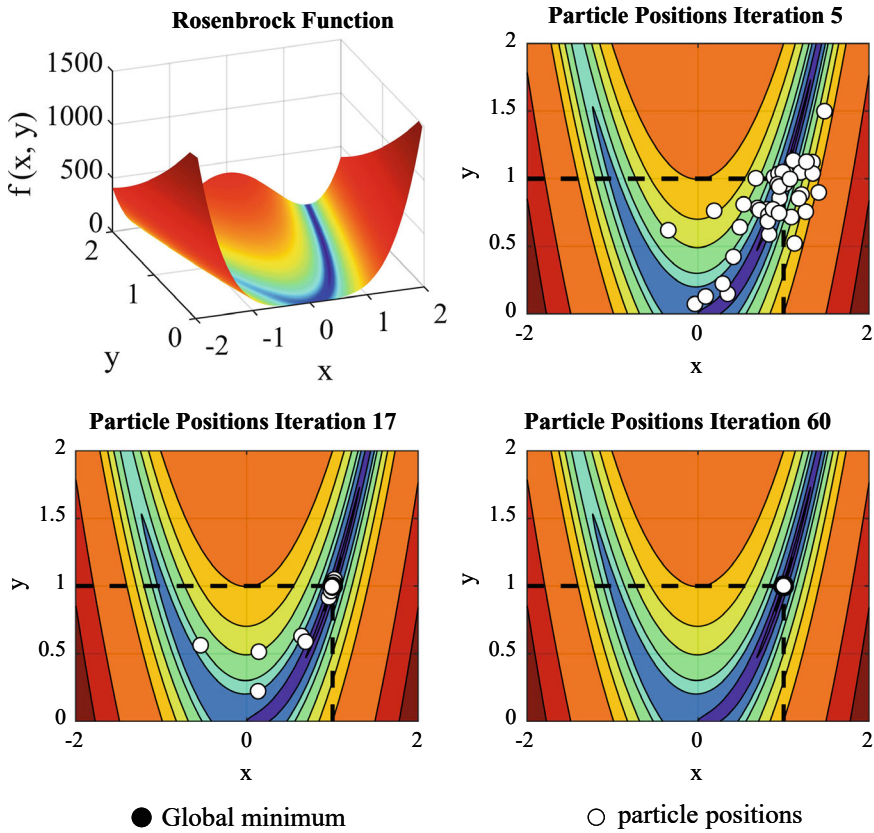 Rosenbrock Function
1500
1000
500
0
f (x, y)
2
1
0
y
-2
-1
0
1
2
x
Particle Positions Iteration 5
2
1.5
1
0.5
0
y
0
2
x
Particle Positions Iteration 17
2
1.5
1
0.5
0
y
-2
0
2
x
Particle Positions Iteration 60
2
1.5
1
0.5
0
y
-2
0
2
x
Global minimum
particle positions